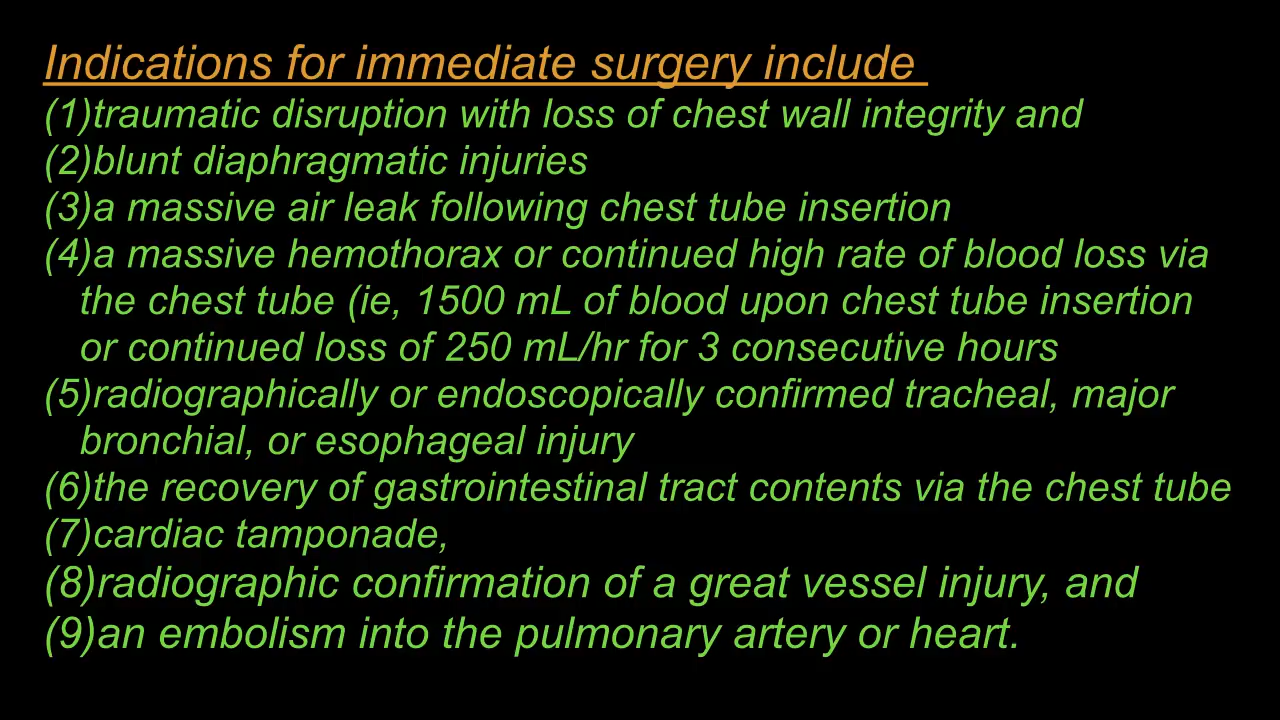 Indications for immediate surgery include
(1)traumatic disruption with loss of chest wall integrity and
(2)blunt diaphragmatic injuries
(3)a massive air leak following chest tube insertion
(4)a massive hemothorax or continued high rate of blood loss via
the chest tube (ie, 1500 mL of blood upon chest tube insertion
or continued loss of 250 mL/hr for 3 consecutive hours
(5)radiographically or endoscopically confirmed tracheal, major
bronchial, or esophageal injury
(6)the recovery of gastrointestinal tract contents via the chest tube
(7)cardiac tamponade,
(8)radiographic confirmation of a great vessel injury, and
(9)an embolism into the pulmonary artery or heart.